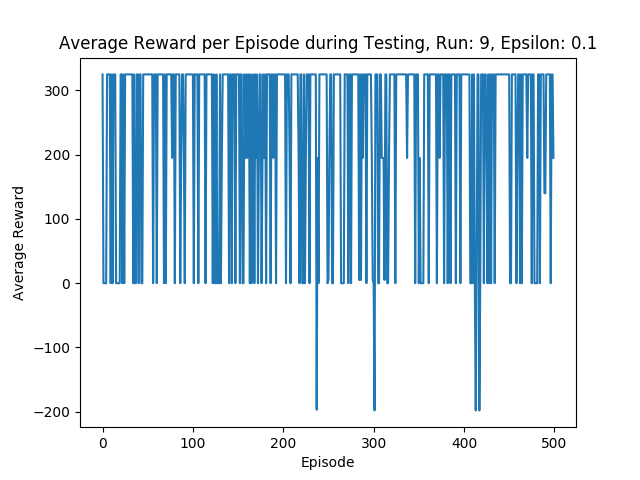 Average Reward per Episode during Testing, Run: 9, Epsilon: 0.1
300
200
100
0
−100
−200
Average Reward
0 100 200 300 400 500
Episode